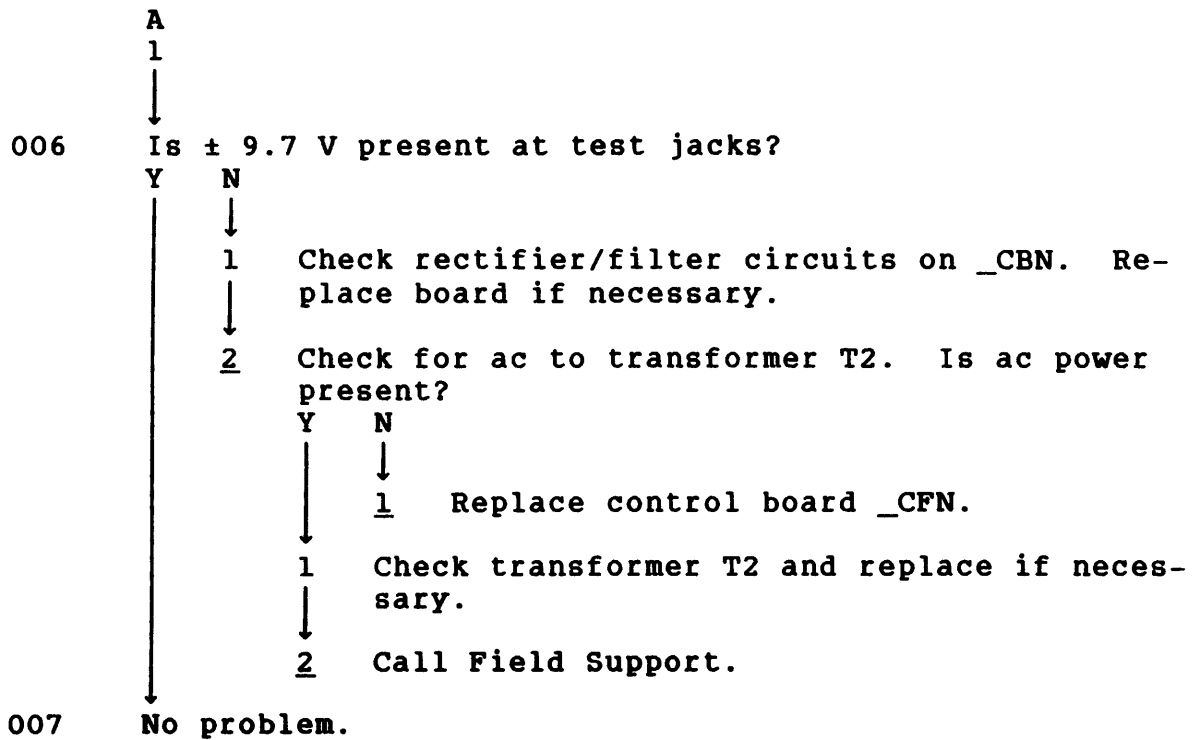 A
1
006 Is ± 9.7 V present at test jacks?
Y N
1 Check rectifier/filter circuits on _CBN. Re-
place board if necessary.
2 Check for ac to transformer T2. Is ac power
present?
Y N
1 Replace control board _CFN.
1 Check transformer T2 and replace if neces-
sary.
2 Call Field Support.
007 No problem.